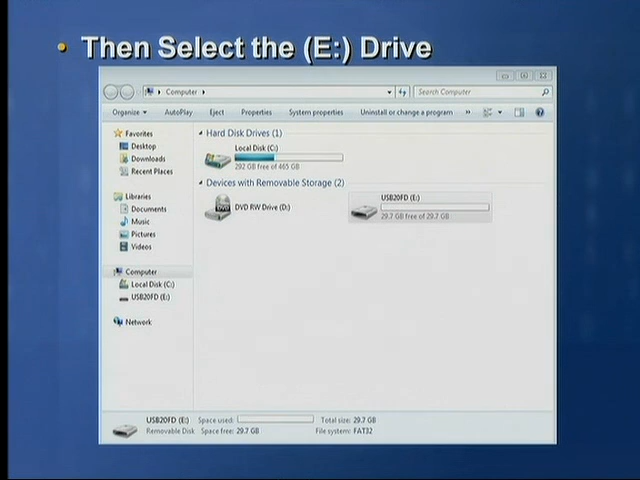 • Then Select the (E:) Drive
Computer
Search Computer
Organize AutoPlay Eject Properties System properties Uninstall or change a program »
Favorites
Desktop
Downloads
Recent Places
Libraries
Documents
Music
Pictures
Videos
Computer
Local Disk (C:)
USB20FD (E:)
Network
Hard Disk Drives (1)
Local Disk (C:)
292 GB free of 465 GB
Devices with Removable Storage (2)
DVD RW Drive (D:)
DVD
USB20FD (E:)
29.7 GB free of 29.7 GB
USB20FD (E:) Space used: Total size: 29.7 GB
Removable Disk Space free: 29.7 GB File system: FAT32